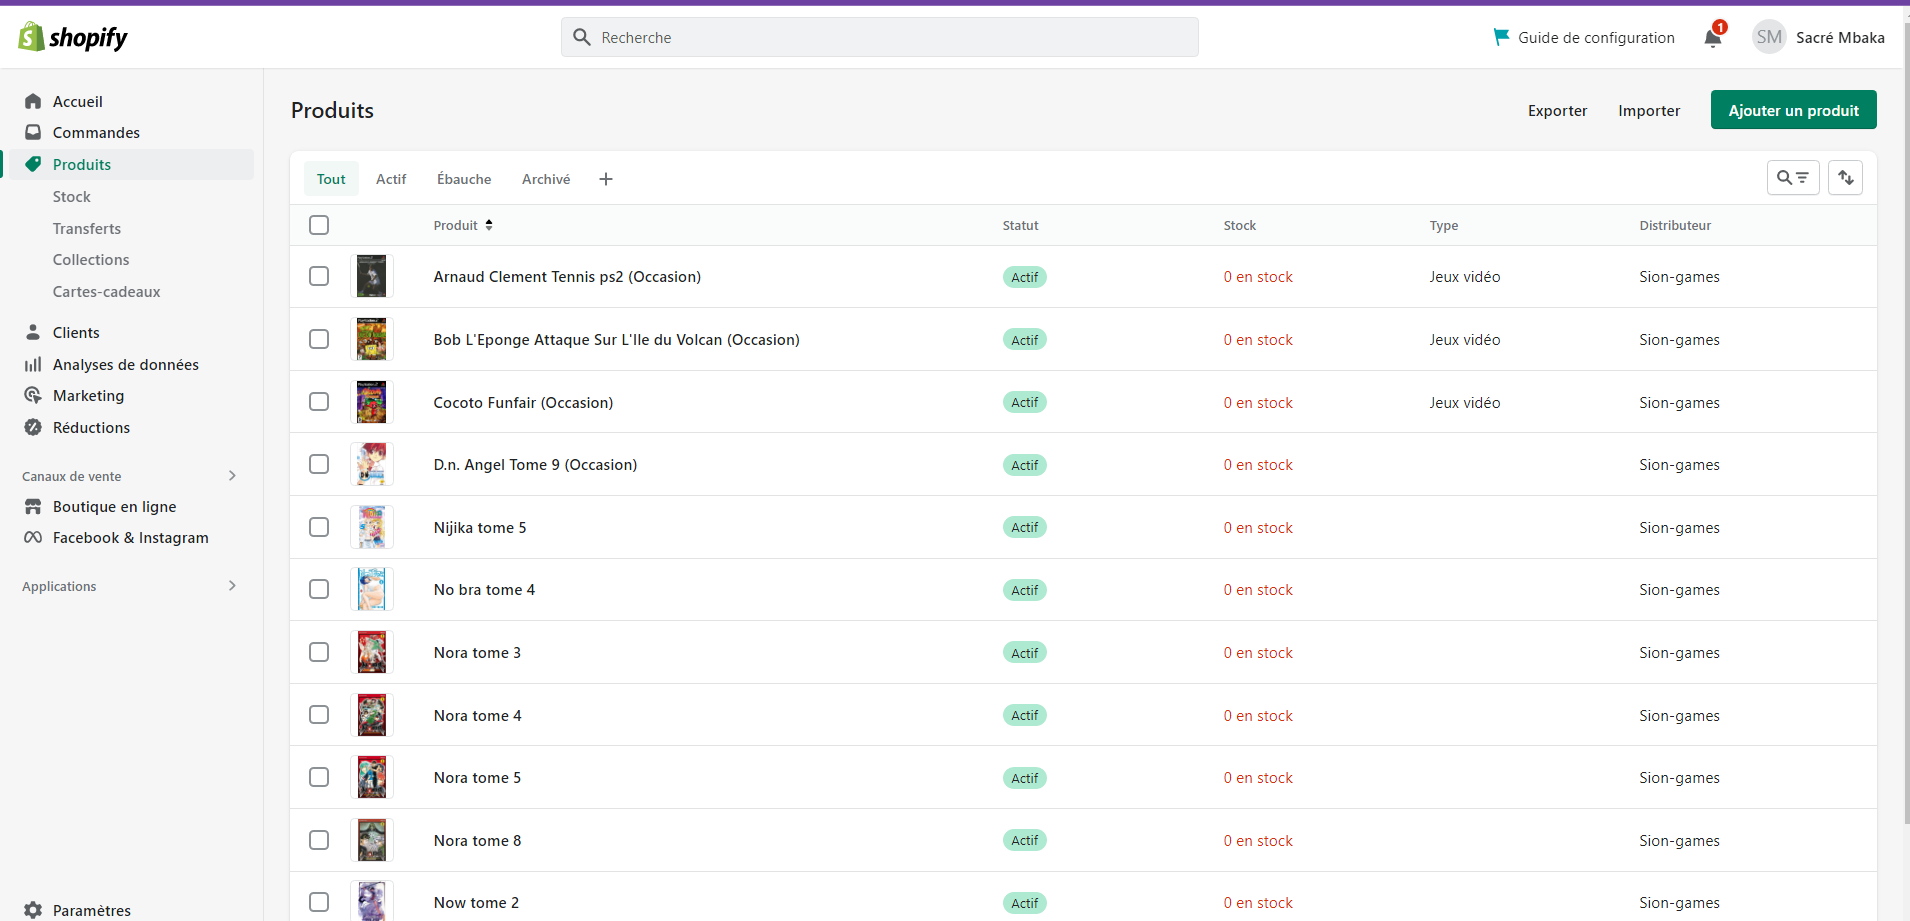 shopify
Recherche
Guide de configuration
1
SM
Sacré Mbaka
Accueil
Commandes
Produits
Stock
Transferts
Collections
Cartes-cadeaux
Clients
Analyses de données
Marketing
Réductions
Canaux de vente
Boutique en ligne
Facebook & Instagram
Applications
Paramètres
Produits
Exporter
Importer
Ajouter un produit
Tout
Actif
Ébauche
Archivé
Produit Statut Stock Type Distributeur
Arnaud Clement Tennis ps2 (Occasion) Actif 0 en stock Jeux vidéo Sion-games
Bob L'Eponge Attaque Sur L'Ile du Volcan (Occasion) Actif 0 en stock Jeux vidéo Sion-games
Cocoto Funfair (Occasion) Actif 0 en stock Jeux vidéo Sion-games
D.n. Angel Tome 9 (Occasion) Actif 0 en stock Sion-games
Nijika tome 5 Actif 0 en stock Sion-games
No bra tome 4 Actif 0 en stock Sion-games
Nora tome 3 Actif 0 en stock Sion-games
Nora tome 4 Actif 0 en stock Sion-games
Nora tome 5 Actif 0 en stock Sion-games
Nora tome 8 Actif 0 en stock Sion-games
Now tome 2 Actif 0 en stock Sion-games